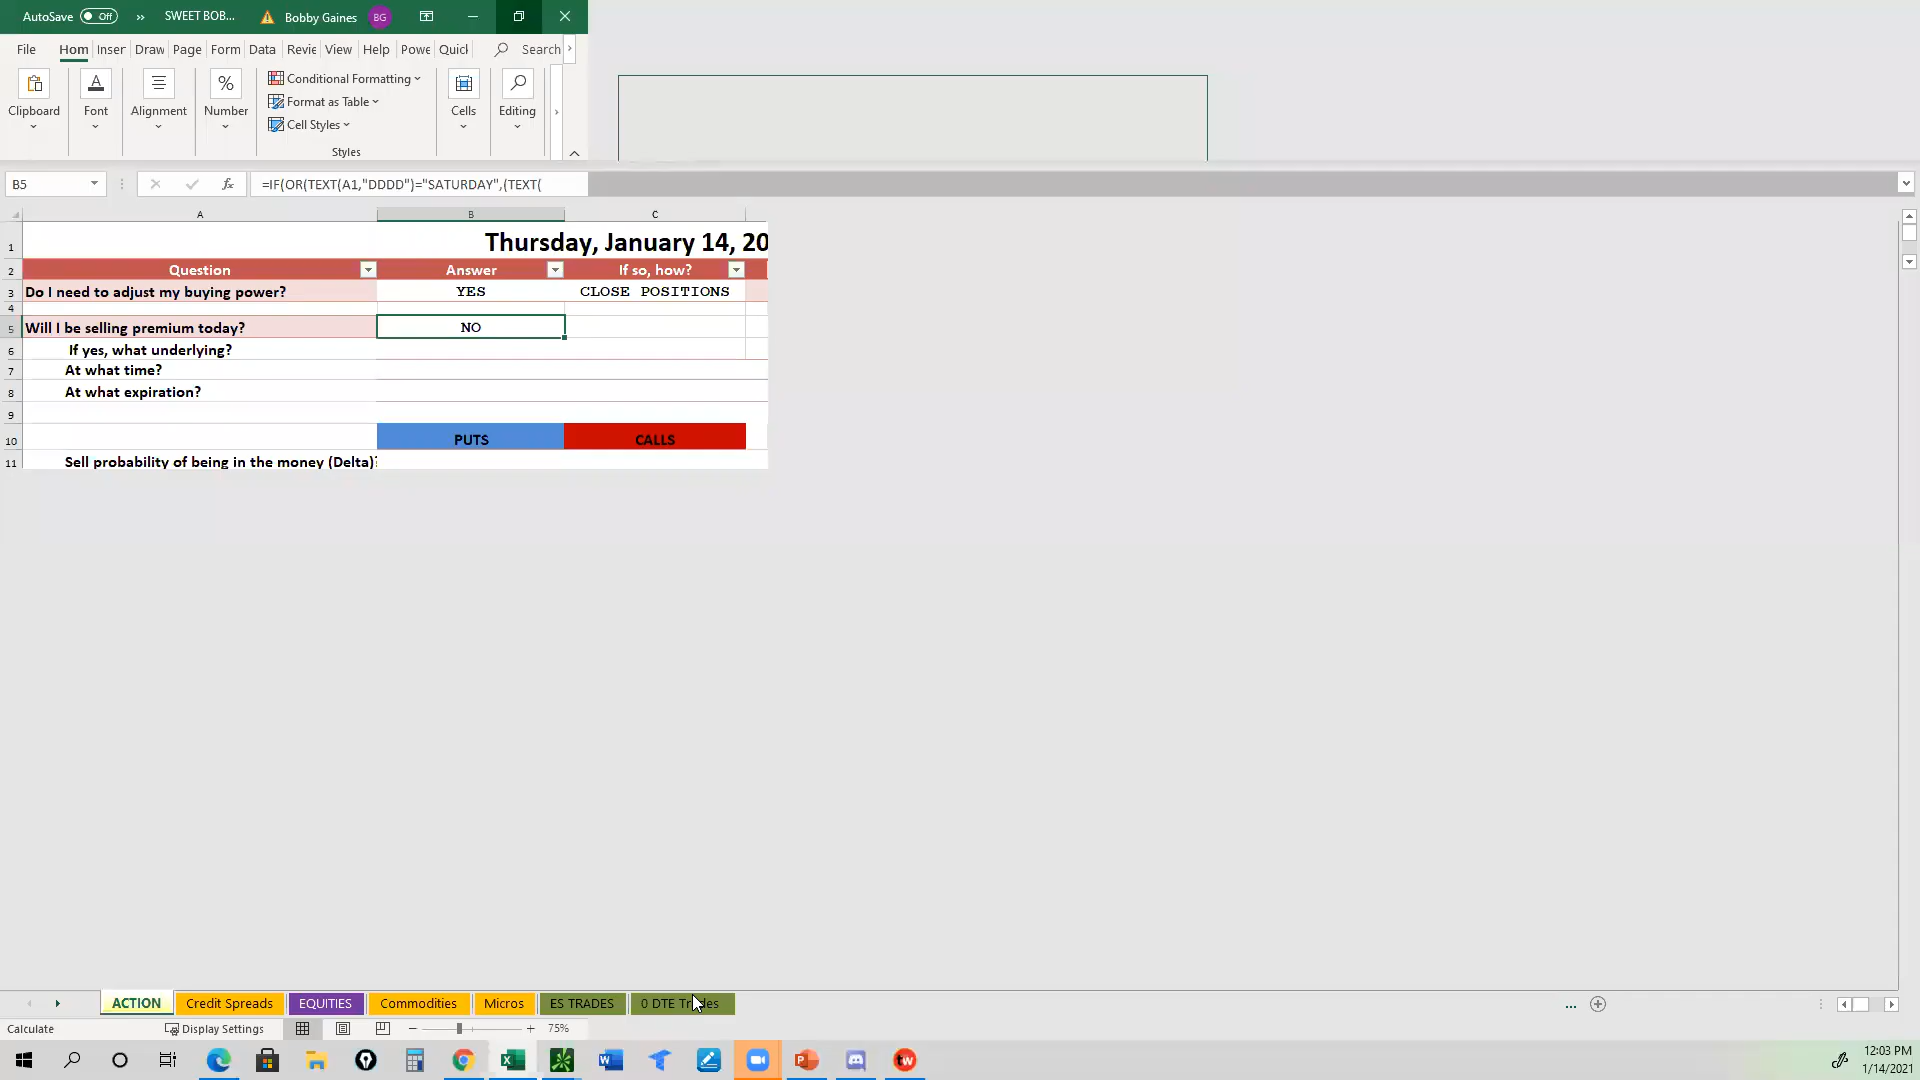 AutoSave Off » SWEET BOB... Bobby Gaines BG
File Hom Inser Draw Page Form Data Revie View Help Powe Quick Search
Clipboard Font Alignment Number Conditional Formatting Format as Table Cell Styles Cells Editing
Styles
B5 fx =IF(OR(TEXT(A1,"DDDD")="SATURDAY",(TEXT(
A B C
1 Thursday, January 14, 20
2 Question Answer If so, how?
3 Do I need to adjust my buying power? YES CLOSE POSITIONS
4
5 Will I be selling premium today? NO
6 If yes, what underlying?
7 At what time?
8 At what expiration?
9
10 PUTS CALLS
11 Sell probability of being in the money (Delta)?
ACTION Credit Spreads EQUITIES Commodities Micros ES TRADES 0 DTE Trades ...
Calculate Display Settings 75%
12:03 PM
1/14/2021